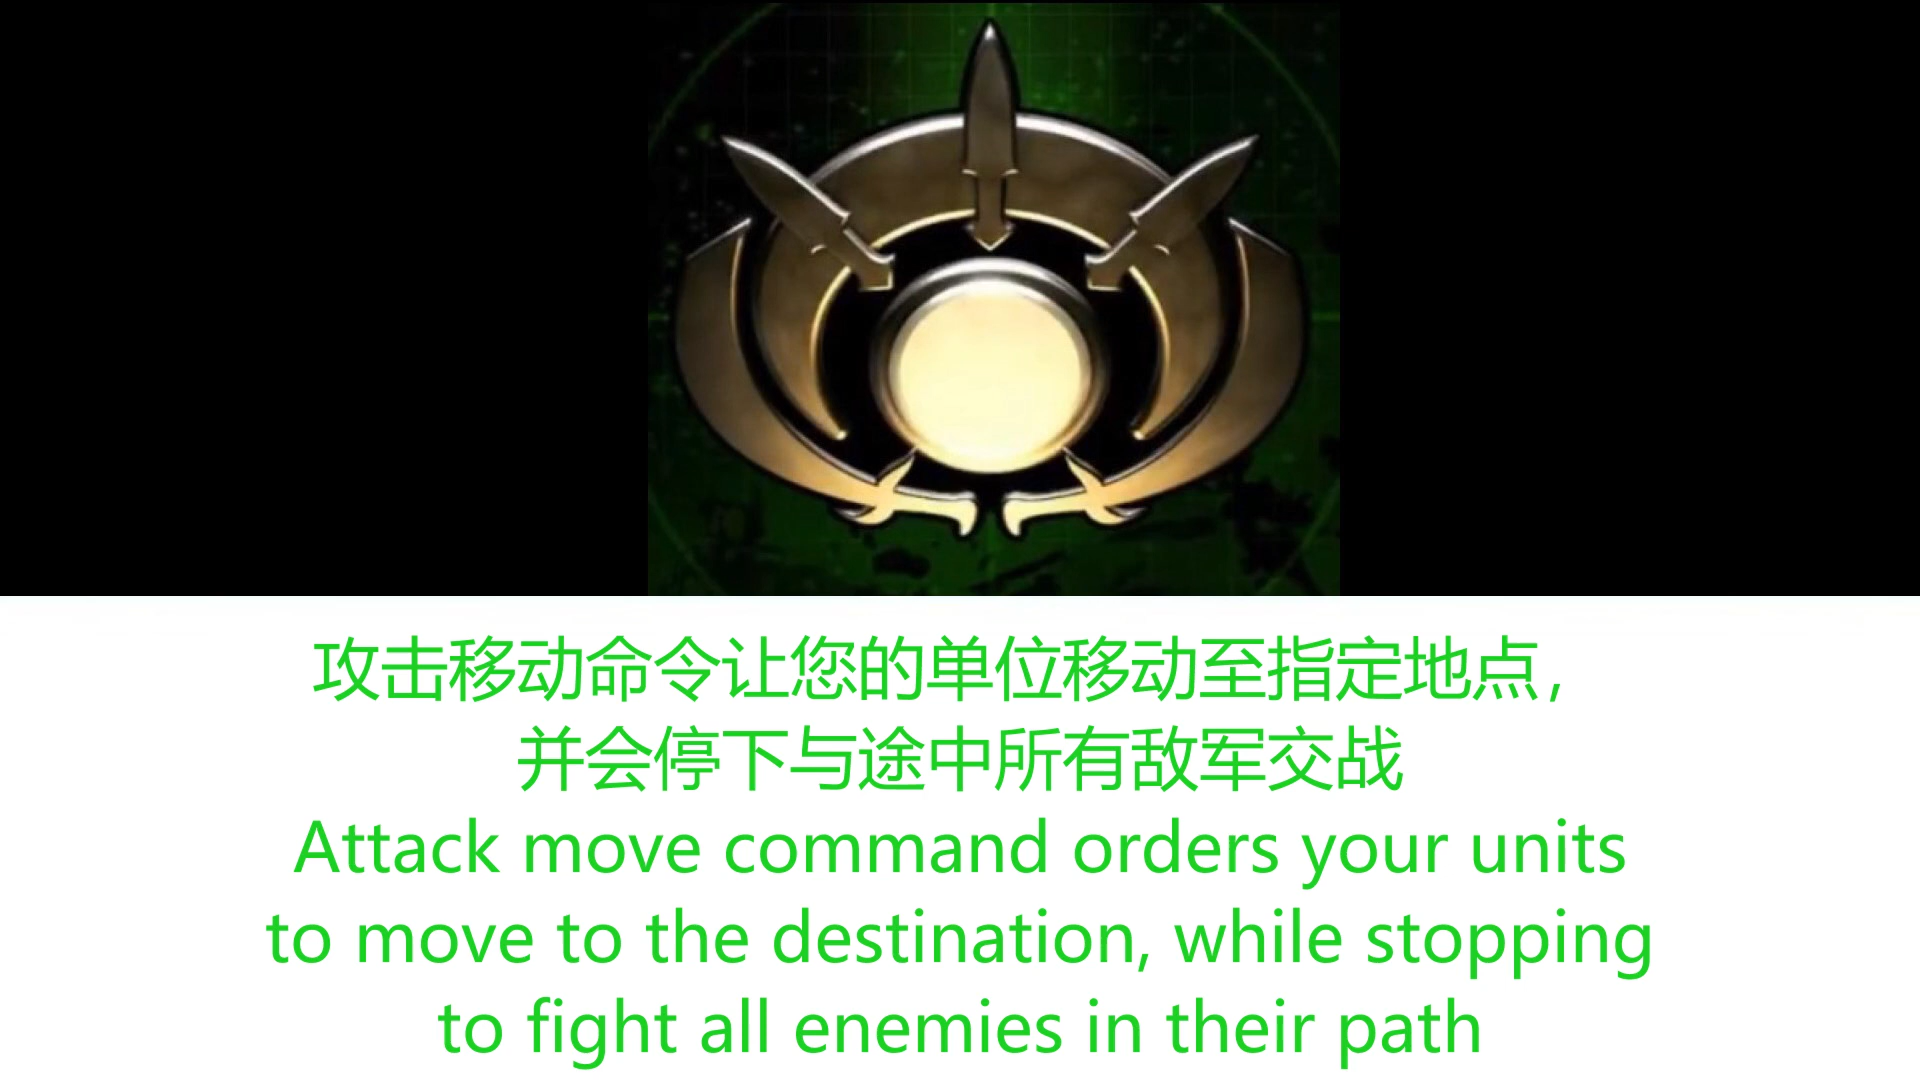 攻击移动命令让您的单位移动至指定地点，
并会停下与途中所有敌军交战
Attack move command orders your units
to move to the destination, while stopping
to fight all enemies in their path